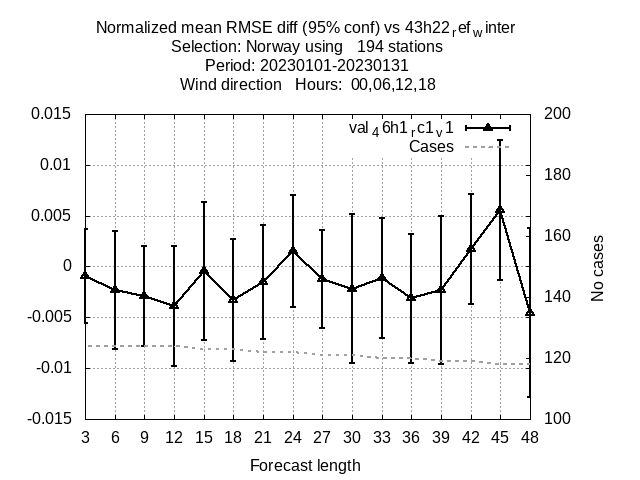 Normalized mean RMSE diff (95% conf) vs 43h22refwinter
Selection: Norway using 194 stations
Period: 20230101-20230131
Wind direction Hours: 00,06,12,18
val46h1rc1v1
Cases
0.015
0.01
0.005
0
-0.005
-0.01
-0.015
200
180
160
140
120
100
No cases
3 6 9 12 15 18 21 24 27 30 33 36 39 42 45 48
Forecast length